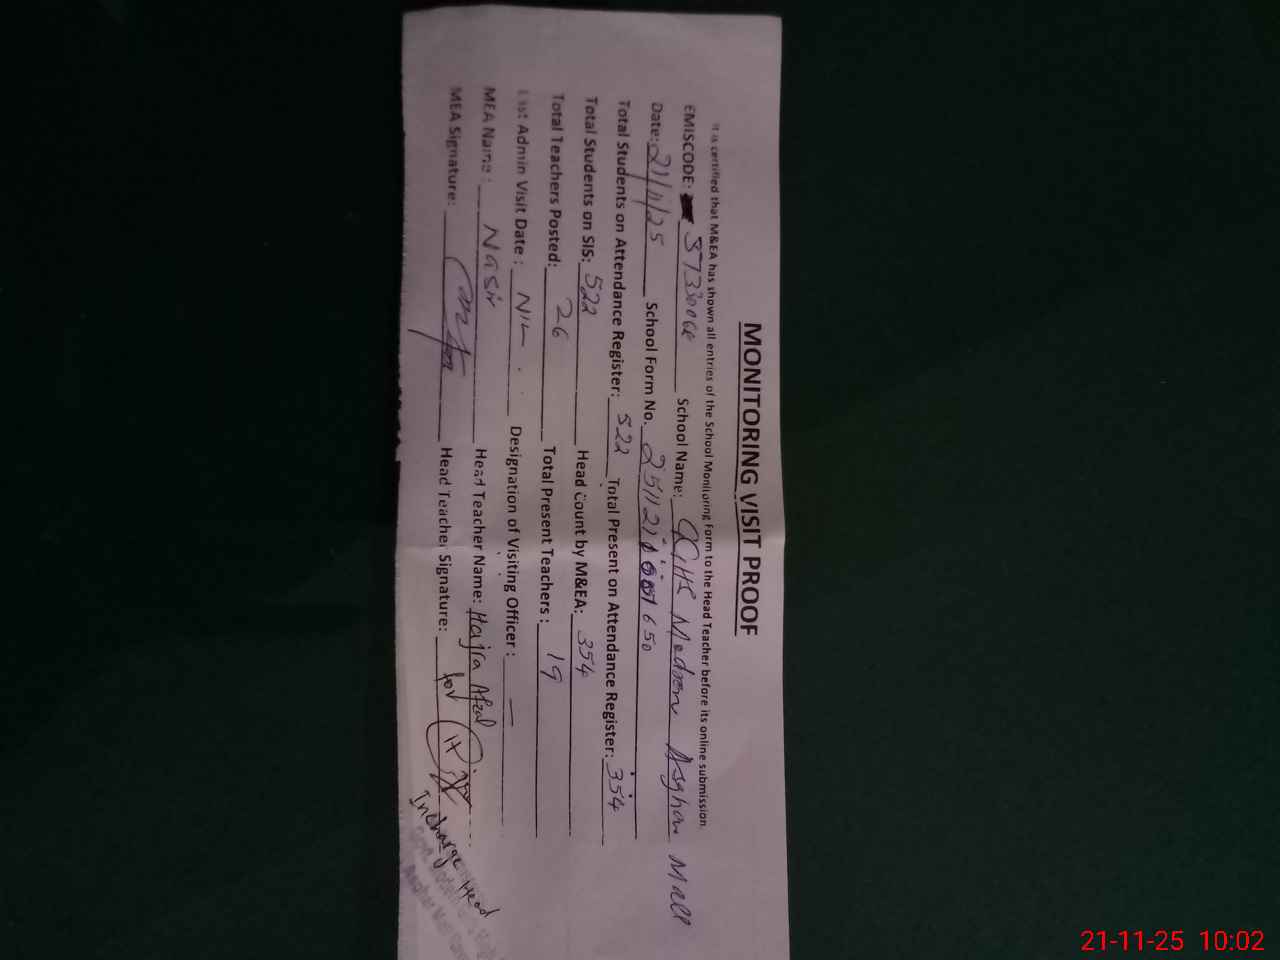 MONITORING VISIT PROOF
It is certified that M&EA has shown all entries of the School Monitoring Form to the Head Teacher before its online submission.
EMISCODE: School Name: GGHS Modren Asghar Mall
Date: 21/11/25 School Form No.
Total Students on Attendance Register: 522 Total Present on Attendance Register: 354
Total Students on SIS: 522 Head Count by M&EA: 354
Total Teachers Posted: 26 Total Present Teachers : 19
Last Admin Visit Date : NIL Designation of Visiting Officer : —
MEA Name : Nasir Head Teacher Name: Hajra Afzal
MEA Signature: Head Teacher Signature: for
Incharge Head
21-11-25 10:02